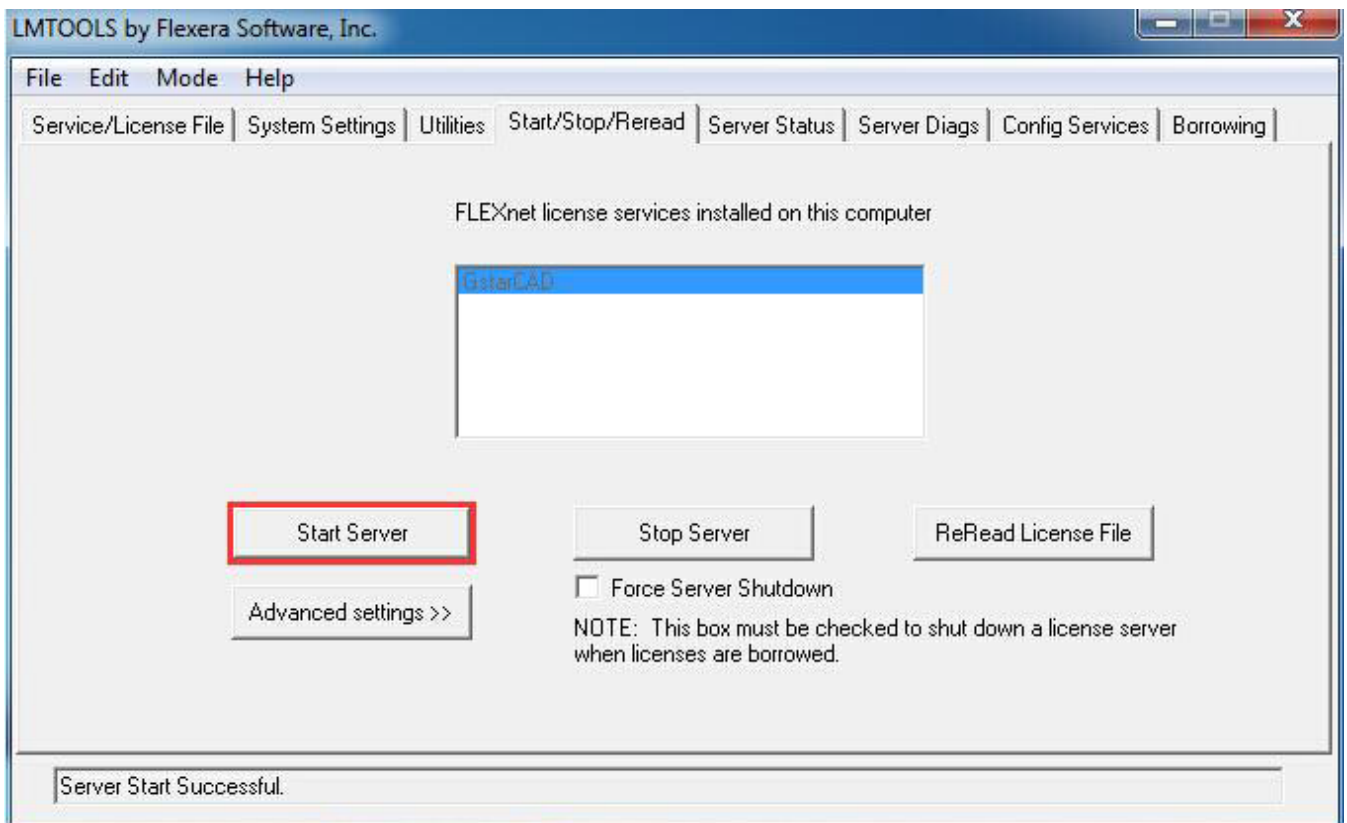 LMTOOLS by Flexera Software, Inc.
File Edit Mode Help
Service/License File System Settings Utilities Start/Stop/Reread Server Status Server Diags Config Services Borrowing
FLEXnet license services installed on this computer
GstarCAD
Start Server Stop Server ReRead License File
Advanced settings >>
Force Server Shutdown
NOTE: This box must be checked to shut down a license server
when licenses are borrowed.
Server Start Successful.